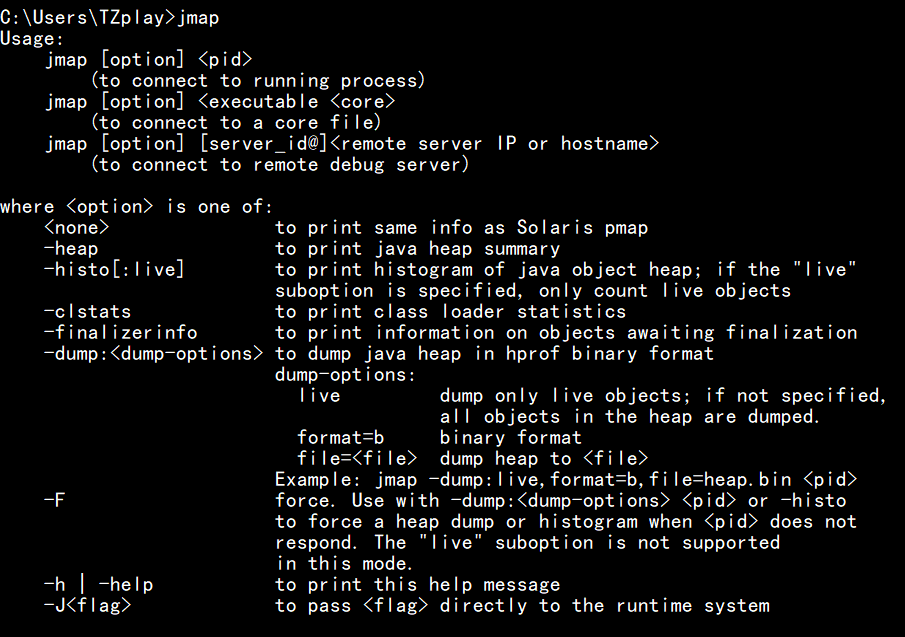 C:\Users\TZplay>jmap
Usage:
    jmap [option] <pid>
        (to connect to running process)
    jmap [option] <executable <core>
        (to connect to a core file)
    jmap [option] [server_id@]<remote server IP or hostname>
        (to connect to remote debug server)

where <option> is one of:
    <none>               to print same info as Solaris pmap
    -heap                to print java heap summary
    -histo[:live]        to print histogram of java object heap; if the "live"
                         suboption is specified, only count live objects
    -clstats             to print class loader statistics
    -finalizerinfo       to print information on objects awaiting finalization
    -dump:<dump-options> to dump java heap in hprof binary format
                         dump-options:
                           live         dump only live objects; if not specified,
                                        all objects in the heap are dumped.
                           format=b     binary format
                           file=<file>  dump heap to <file>
                         Example: jmap -dump:live,format=b,file=heap.bin <pid>
    -F                   force. Use with -dump:<dump-options> <pid> or -histo
                         to force a heap dump or histogram when <pid> does not
                         respond. The "live" suboption is not supported
                         in this mode.
    -h | -help           to print this help message
    -J<flag>             to pass <flag> directly to the runtime system